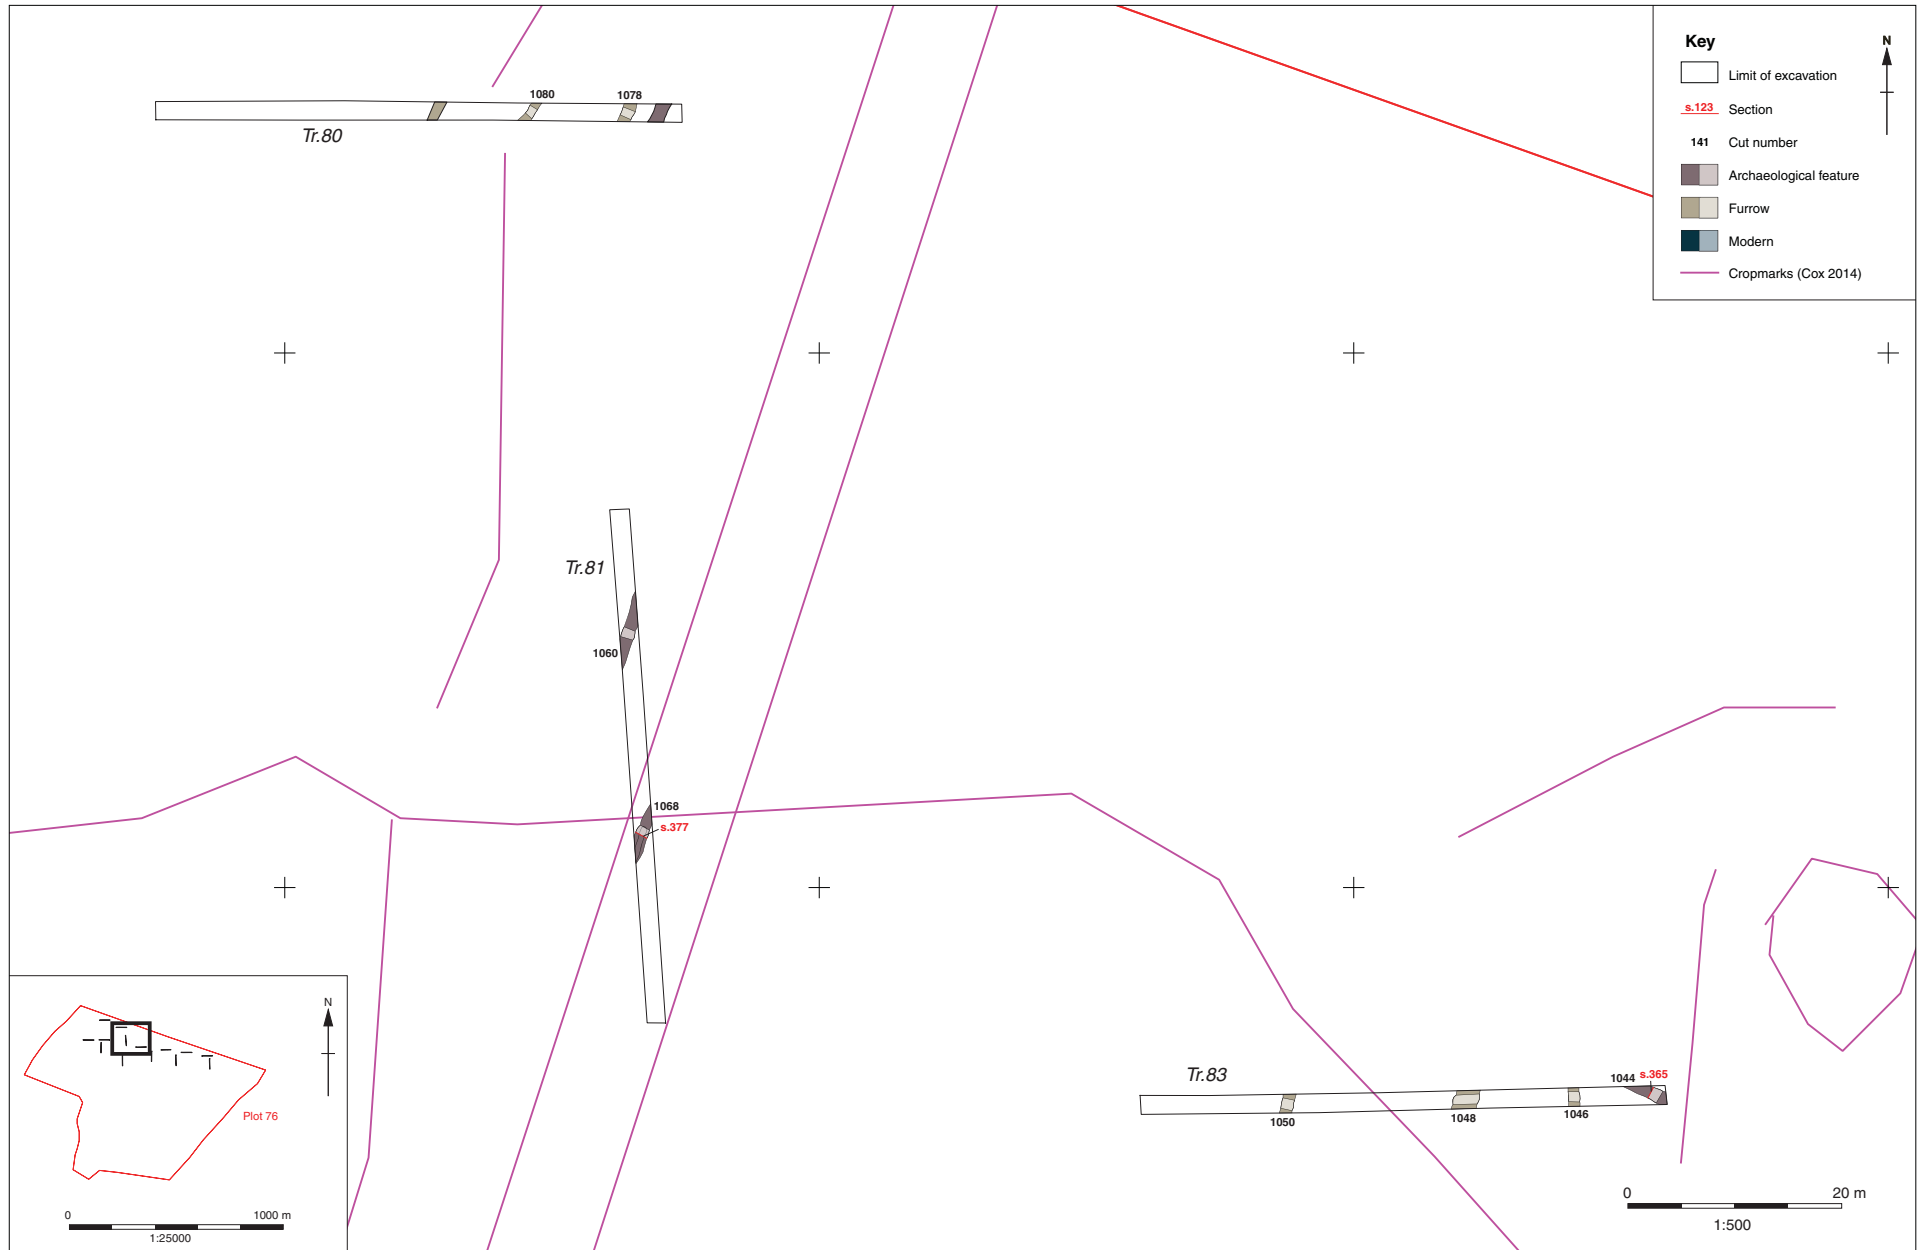 1080
1078
Tr.80
Key
N
Limit of excavation
s.123 Section
141 Cut number
Archaeological feature
Furrow
Modern
Cropmarks (Cox 2014)
Tr.81
1060
1068
s.377
Tr.83
1050
1048
1046
1044 s.365
N
Plot 76
0 1000 m
1:25000
0 20 m
1:500